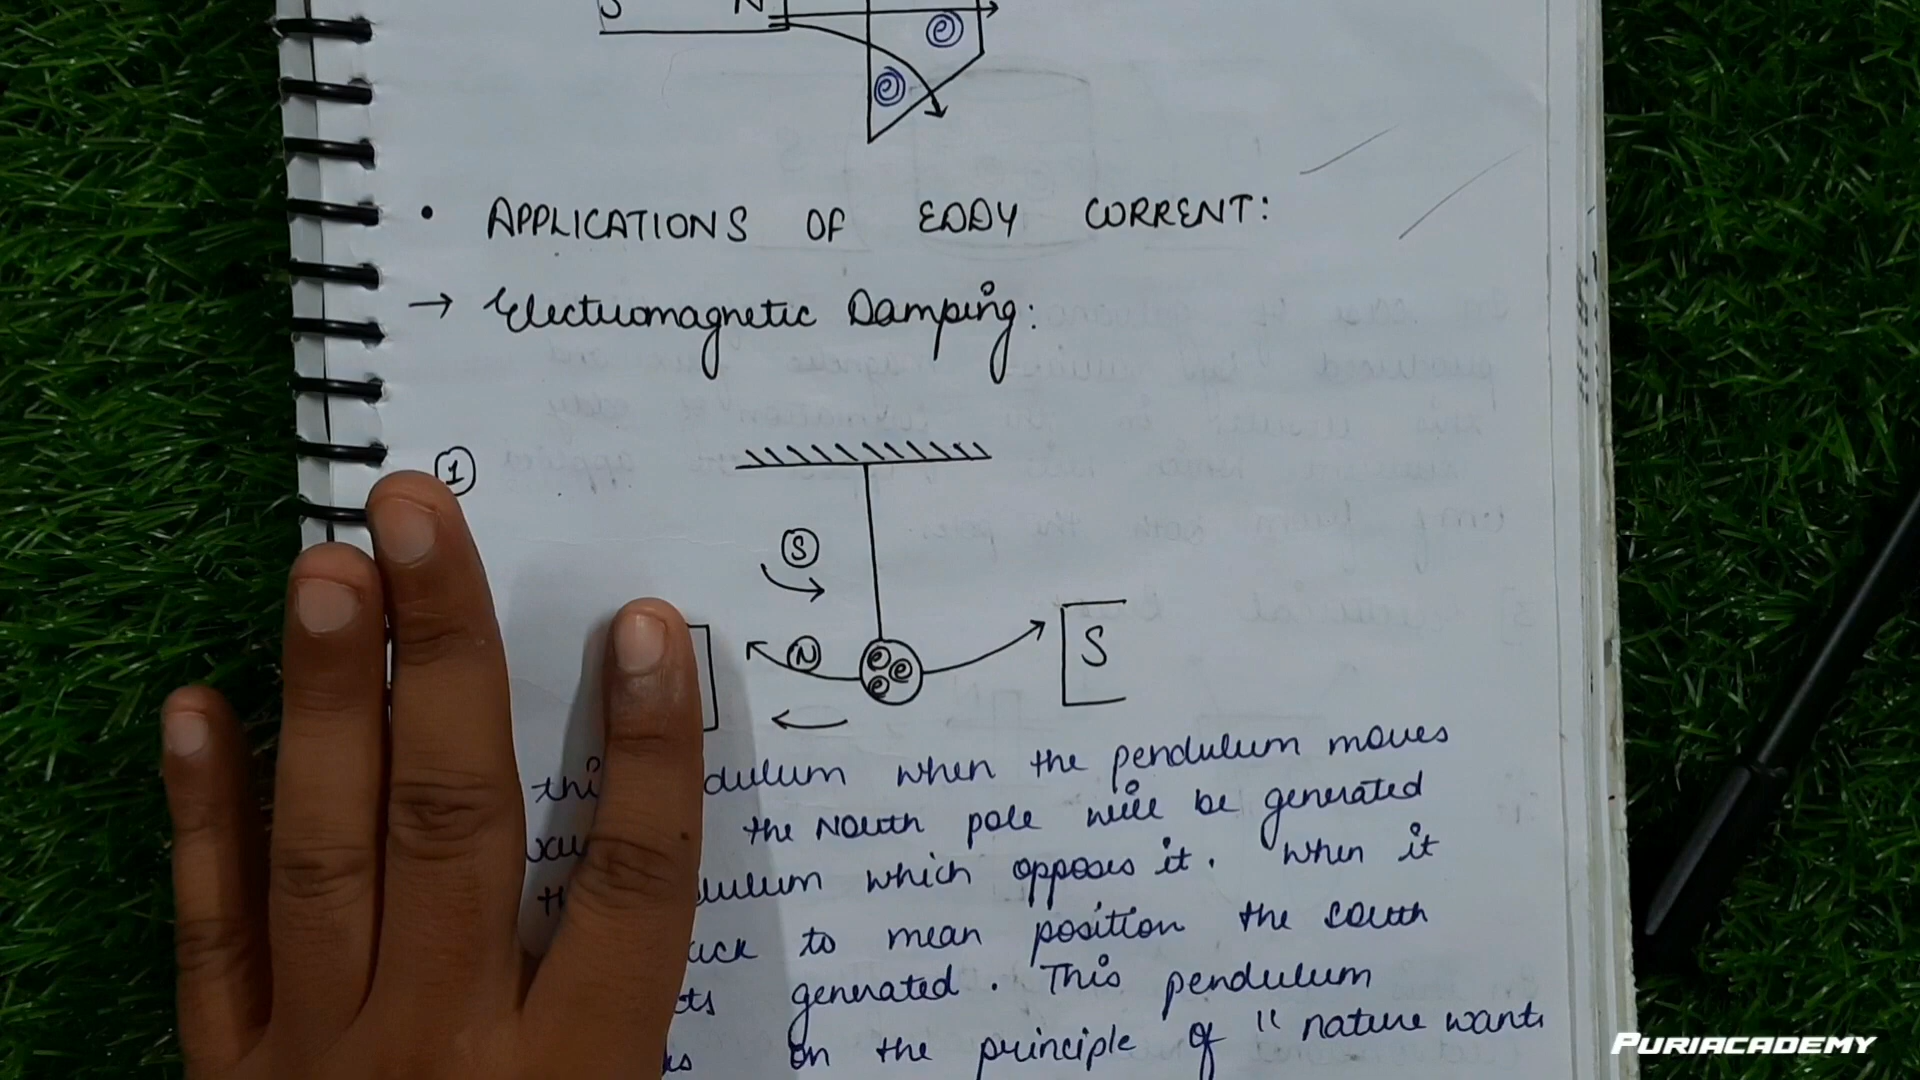 S N
e
e
• APPLICATIONS OF EDDY CURRENT:
→ Electromagnetic Damping:
1
S
N
e e e
S
when the pendulum moves
the North pole will be generated
which opposes it. When it
to mean position the south
generated. This pendulum
on the principle of " nature wants
PURIACADEMY